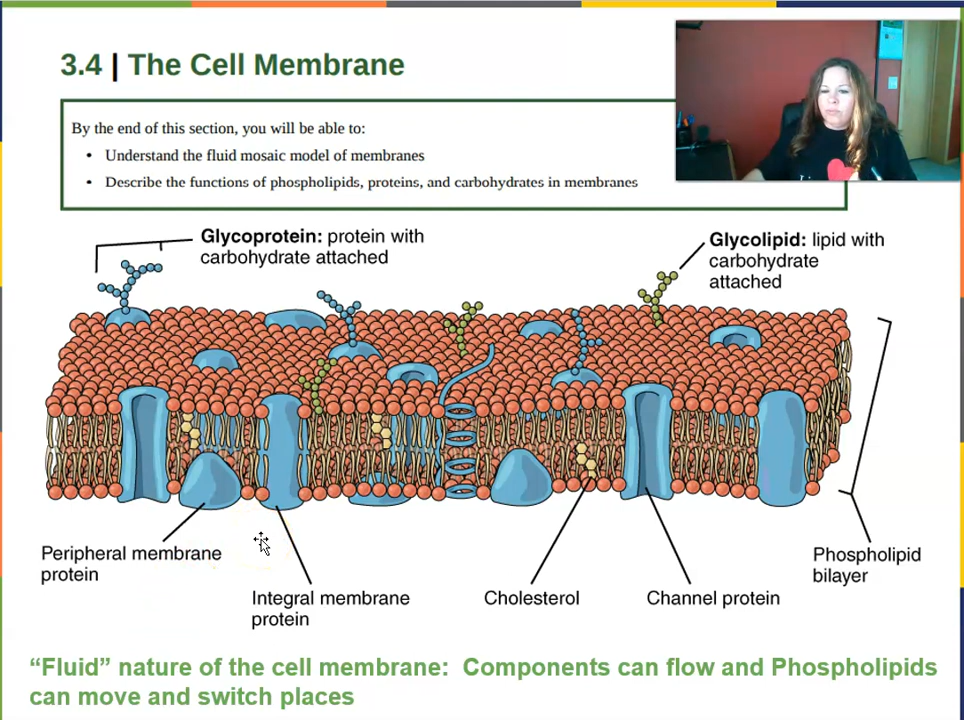 3.4 | The Cell Membrane
By the end of this section, you will be able to:
• Understand the fluid mosaic model of membranes
• Describe the functions of phospholipids, proteins, and carbohydrates in membranes
Glycoprotein: protein with
carbohydrate attached
Glycolipid: lipid with
carbohydrate
attached
Peripheral membrane
protein
Integral membrane
protein
Cholesterol
Channel protein
Phospholipid
bilayer
“Fluid” nature of the cell membrane: Components can flow and Phospholipids
can move and switch places